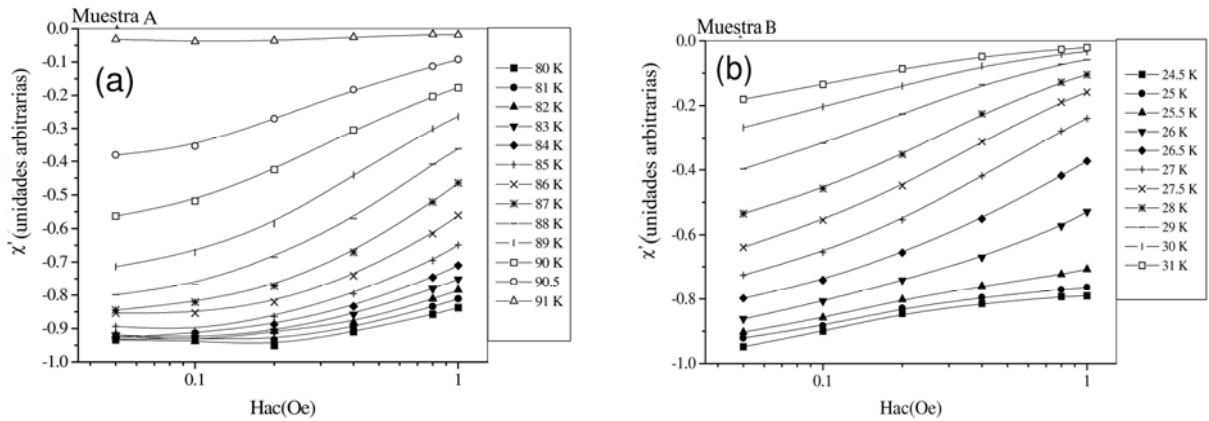 Muestra A
(a)
0.0
-0.1
-0.2
-0.3
-0.4
-0.5
-0.6
-0.7
-0.8
-0.9
-1.0
χ' (unidades arbitrarias)
0.1
1
Hac(Oe)
80 K
81 K
82 K
83 K
84 K
85 K
86 K
87 K
88 K
89 K
90 K
90.5
91 K
Muestra B
(b)
0.0
-0.2
-0.4
-0.6
-0.8
-1.0
χ' (unidades arbitrarias)
0.1
1
Hac(Oe)
24.5 K
25 K
25.5 K
26 K
26.5 K
27 K
27.5 K
28 K
29 K
30 K
31 K